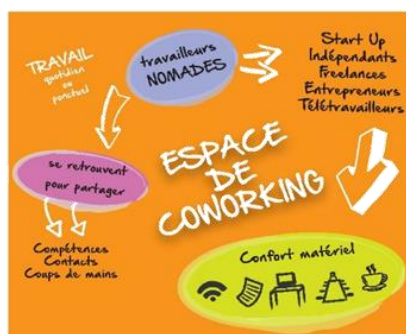 TRAVAIL
quotidien
ou
ponctuel
travailleurs
NOMADES
Start Up
Indépendants
Freelances
Entrepreneurs
Télétravailleurs
se retrouvent
pour partager
Compétences
Contacts
Coups de mains
ESPACE
DE
COWORKING
Confort matériel